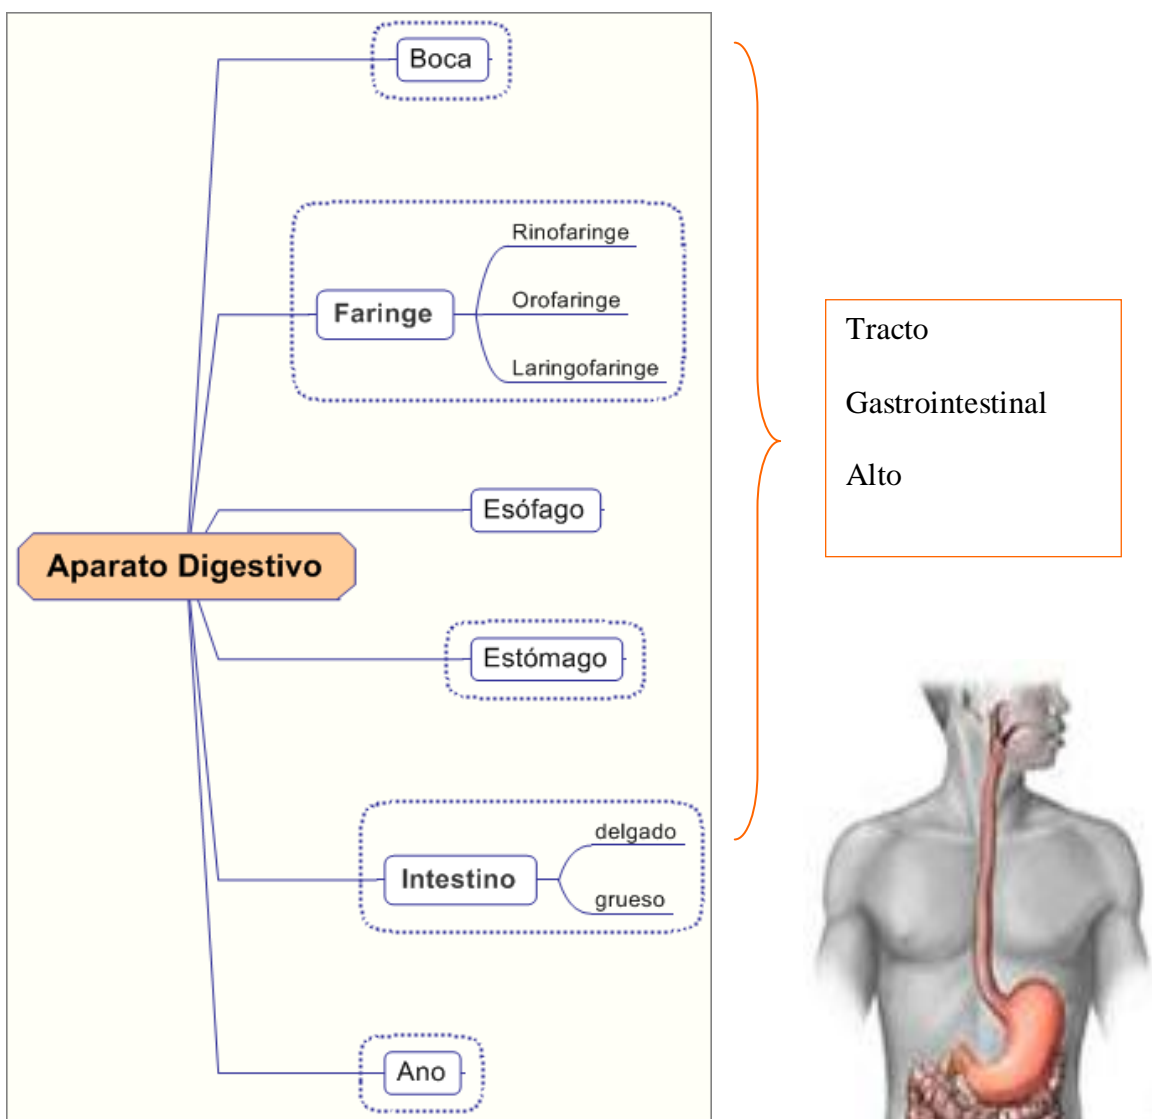 Boca
Rinofaringe
Orofaringe
Faringe
Laringofaringe
Esófago
Aparato Digestivo
Estómago
delgado
Intestino
grueso
Ano
Tracto
Gastrointestinal
Alto